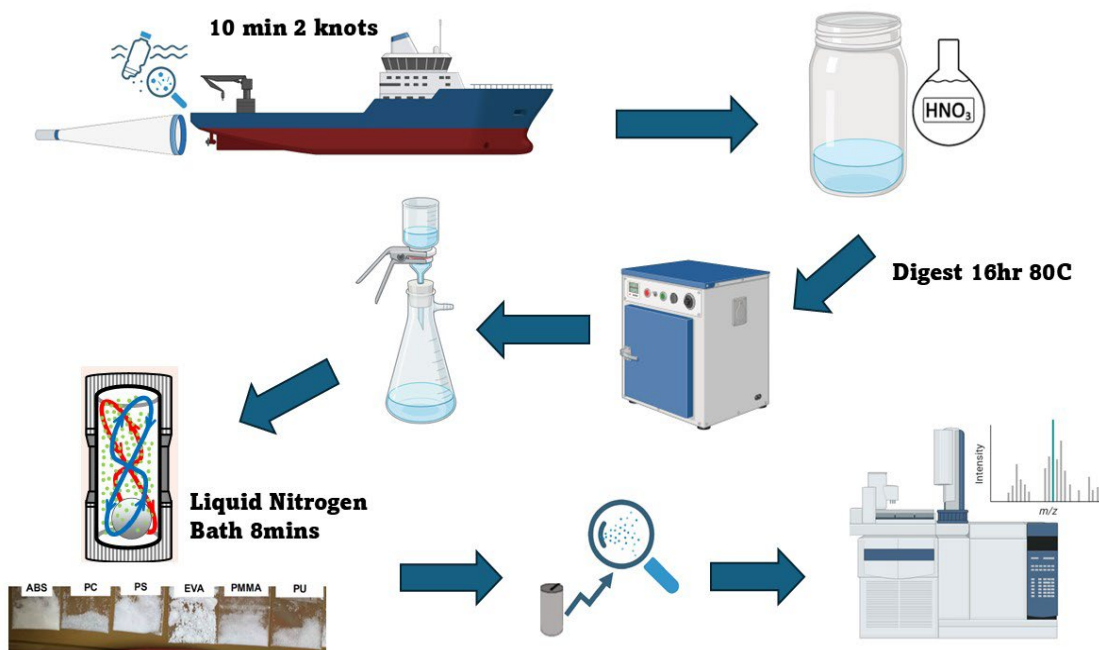 10 min 2 knots
HNO₃
Digest 16hr 80C
Liquid Nitrogen
Bath 8mins
ABS PC PS EVA PMMA PU
Intensity
m/z